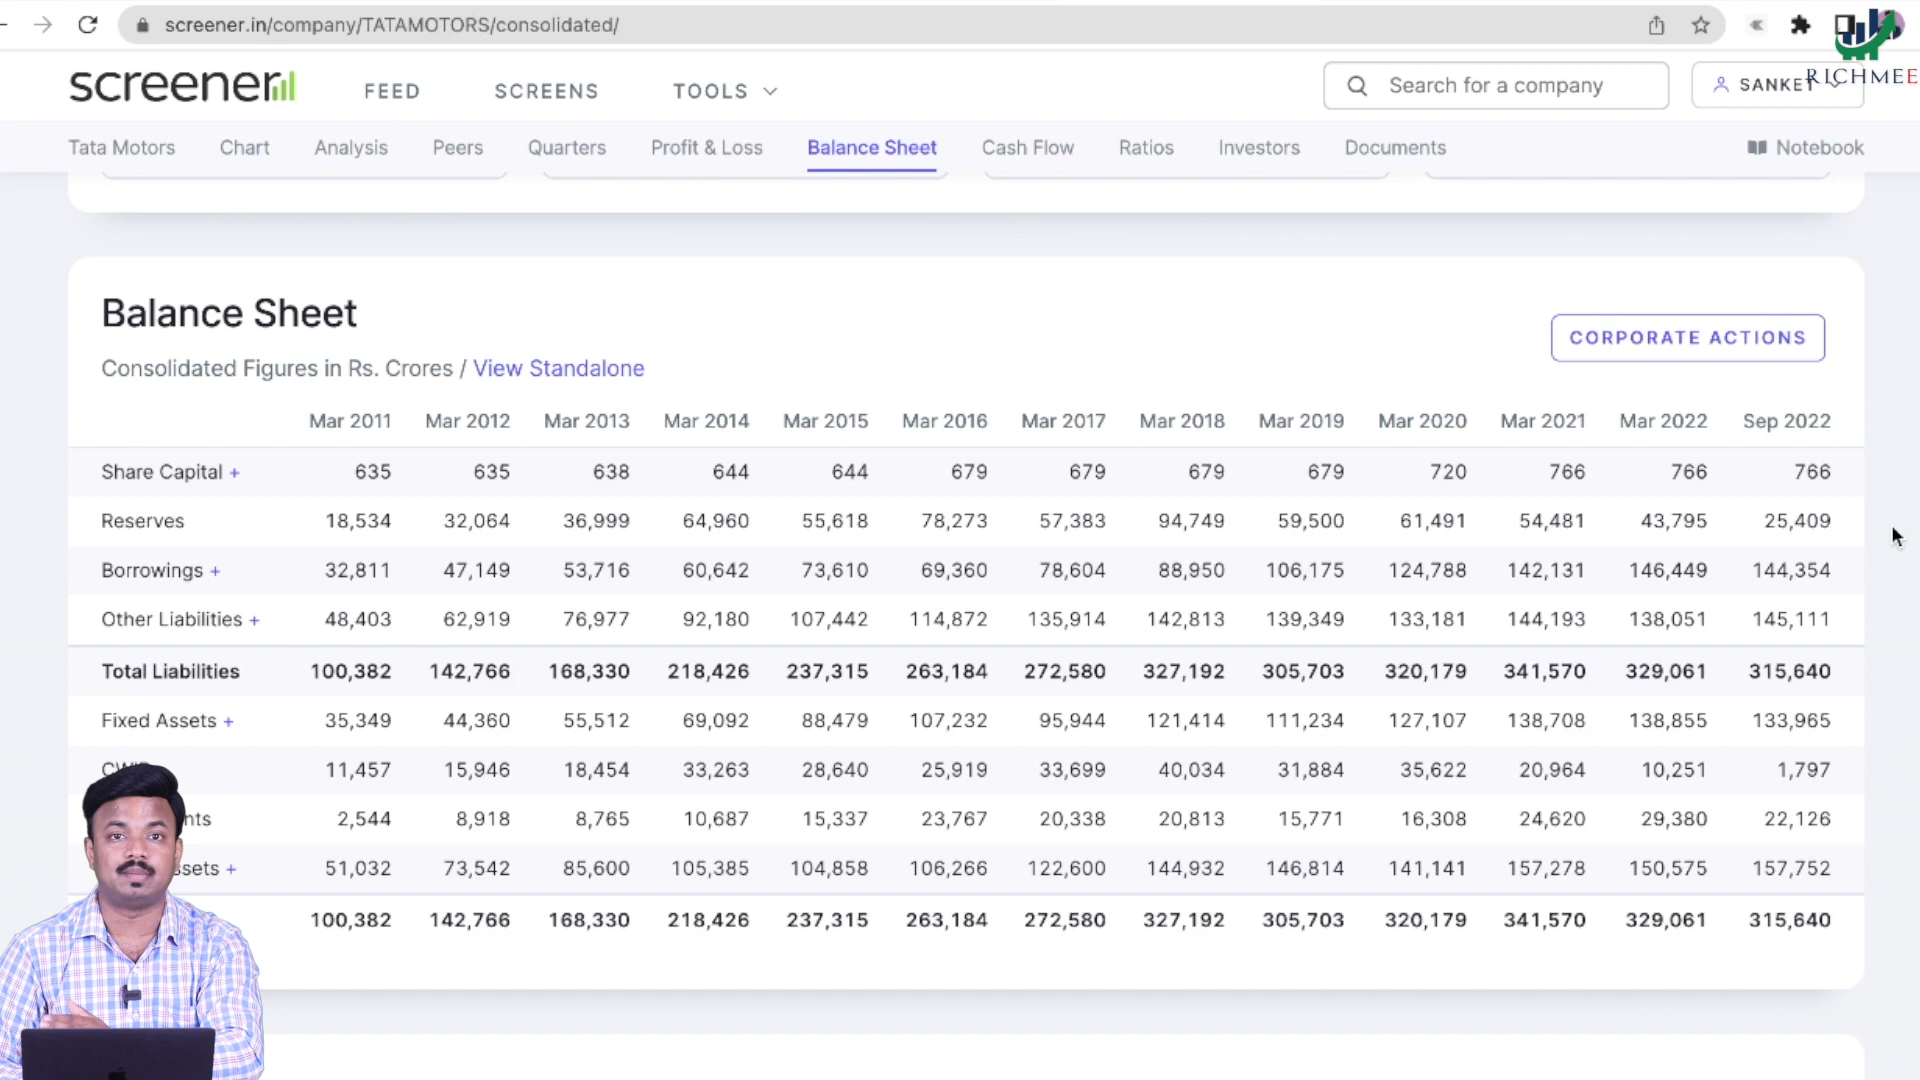 screener.in/company/TATAMOTORS/consolidated/
screener FEED SCREENS TOOLS Search for a company SANKET
RICHMEE
Tata Motors Chart Analysis Peers Quarters Profit & Loss Balance Sheet Cash Flow Ratios Investors Documents Notebook
Balance Sheet
CORPORATE ACTIONS
Consolidated Figures in Rs. Crores / View Standalone
Mar 2011 Mar 2012 Mar 2013 Mar 2014 Mar 2015 Mar 2016 Mar 2017 Mar 2018 Mar 2019 Mar 2020 Mar 2021 Mar 2022 Sep 2022
Share Capital + 635 635 638 644 644 679 679 679 679 720 766 766 766
Reserves 18,534 32,064 36,999 64,960 55,618 78,273 57,383 94,749 59,500 61,491 54,481 43,795 25,409
Borrowings + 32,811 47,149 53,716 60,642 73,610 69,360 78,604 88,950 106,175 124,788 142,131 146,449 144,354
Other Liabilities + 48,403 62,919 76,977 92,180 107,442 114,872 135,914 142,813 139,349 133,181 144,193 138,051 145,111
Total Liabilities 100,382 142,766 168,330 218,426 237,315 263,184 272,580 327,192 305,703 320,179 341,570 329,061 315,640
Fixed Assets + 35,349 44,360 55,512 69,092 88,479 107,232 95,944 121,414 111,234 127,107 138,708 138,855 133,965
11,457 15,946 18,454 33,263 28,640 25,919 33,699 40,034 31,884 35,622 20,964 10,251 1,797
nts 2,544 8,918 8,765 10,687 15,337 23,767 20,338 20,813 15,771 16,308 24,620 29,380 22,126
ssets + 51,032 73,542 85,600 105,385 104,858 106,266 122,600 144,932 146,814 141,141 157,278 150,575 157,752
100,382 142,766 168,330 218,426 237,315 263,184 272,580 327,192 305,703 320,179 341,570 329,061 315,640